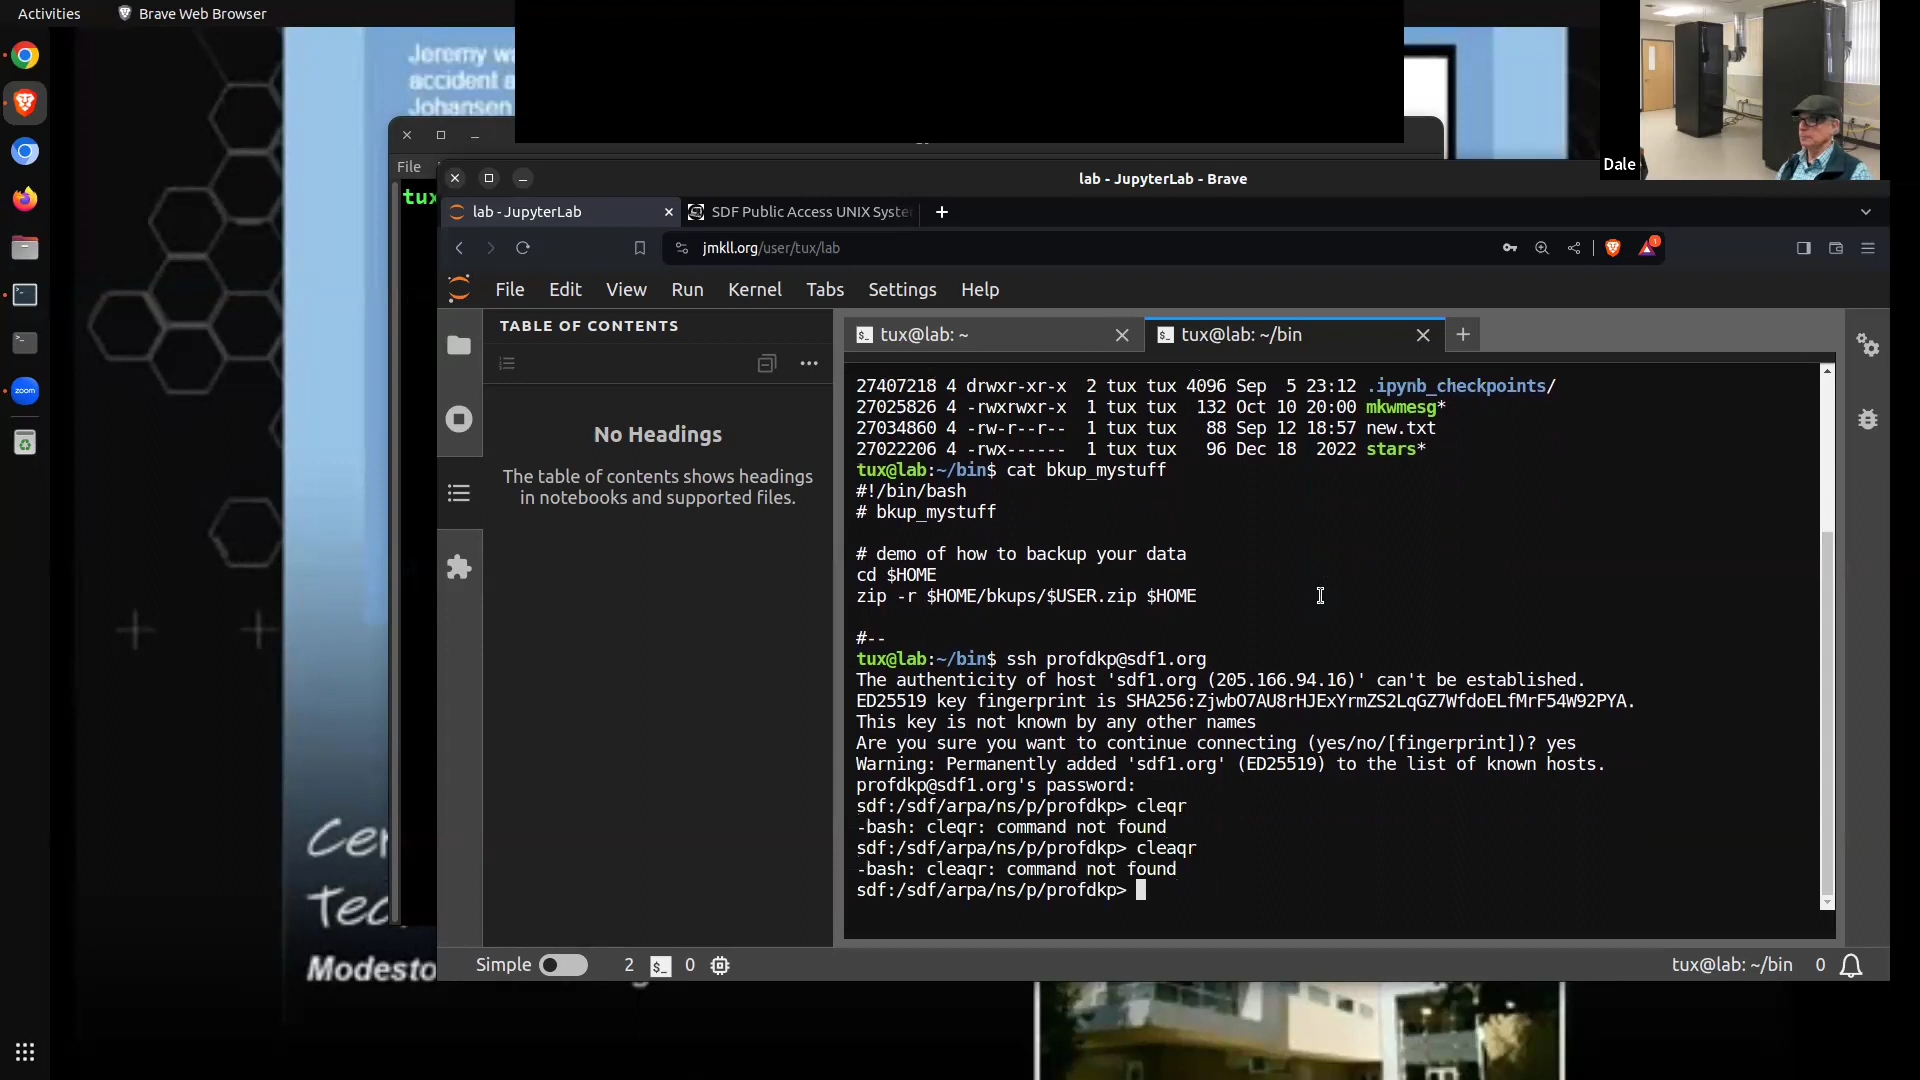 Activities
Brave Web Browser
Jeremy w
accident a
Johansen
Dale
File
lab - JupyterLab - Brave
tux
lab - JupyterLab
SDF Public Access UNIX Syste
jmkll.org/user/tux/lab
1
File Edit View Run Kernel Tabs Settings Help
TABLE OF CONTENTS
No Headings
The table of contents shows headings
in notebooks and supported files.
tux@lab: ~
tux@lab: ~/bin
27407218 4 drwxr-xr-x 2 tux tux 4096 Sep 5 23:12 .ipynb_checkpoints/
27025826 4 -rwxrwxr-x 1 tux tux 132 Oct 10 20:00 mkwmesg*
27034860 4 -rw-r--r-- 1 tux tux 88 Sep 12 18:57 new.txt
27022206 4 -rwx------ 1 tux tux 96 Dec 18 2022 stars*
tux@lab:~/bin$ cat bkup_mystuff
#!/bin/bash
# bkup_mystuff
# demo of how to backup your data
cd $HOME
zip -r $HOME/bkups/$USER.zip $HOME
#--
tux@lab:~/bin$ ssh profdkp@sdf1.org
The authenticity of host 'sdf1.org (205.166.94.16)' can't be established.
ED25519 key fingerprint is SHA256:ZjwbO7AU8rHJExYrmZS2LqGZ7WfdoELfMrF54W92PYA.
This key is not known by any other names
Are you sure you want to continue connecting (yes/no/[fingerprint])? yes
Warning: Permanently added 'sdf1.org' (ED25519) to the list of known hosts.
profdkp@sdf1.org's password:
sdf:/sdf/arpa/ns/p/profdkp> cleqr
-bash: cleqr: command not found
sdf:/sdf/arpa/ns/p/profdkp> cleaqr
-bash: cleaqr: command not found
sdf:/sdf/arpa/ns/p/profdkp>
Simple 2 $_ 0
tux@lab: ~/bin 0
zoom
Cer
Tec
Modesto